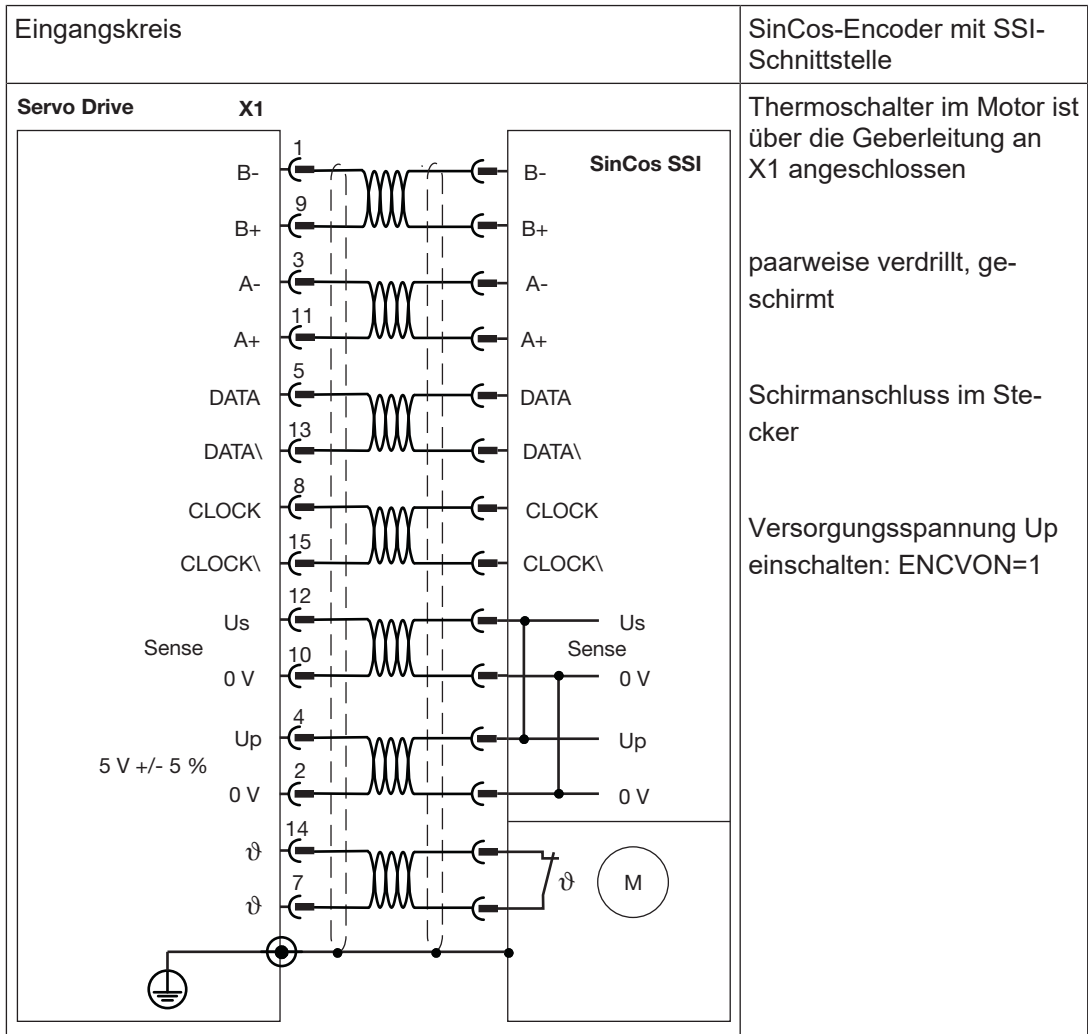 Eingangskreis
SinCos-Encoder mit SSI-
Schnittstelle
Servo Drive X1
SinCos SSI
B- 1 B-
B+ 9 B+
A- 3 A-
A+ 11 A+
DATA 5 DATA
DATA\ 13 DATA\
CLOCK 8 CLOCK
CLOCK\ 15 CLOCK\
Us 12 Us
Sense Sense
0 V 10 0 V
Up 4 Up
5 V +/- 5 %
0 V 2 0 V
ϑ 14
ϑ 7 ϑ M
Thermoschalter im Motor ist
über die Geberleitung an
X1 angeschlossen
paarweise verdrillt, ge-
schirmt
Schirmanschluss im Ste-
cker
Versorgungsspannung Up
einschalten: ENCVON=1